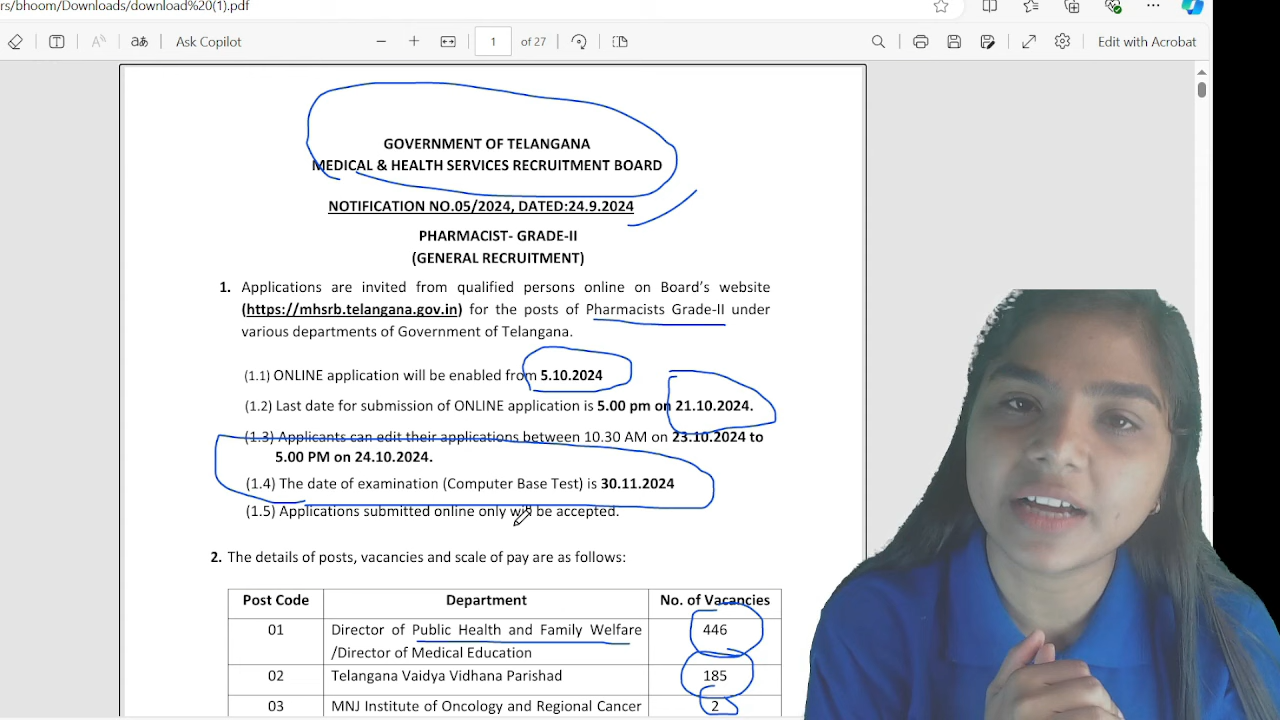 rs/bhoom/Downloads/download%20(1).pdf
Ask Copilot
1 of 27
Edit with Acrobat
GOVERNMENT OF TELANGANA
MEDICAL & HEALTH SERVICES RECRUITMENT BOARD
NOTIFICATION NO.05/2024, DATED:24.9.2024
PHARMACIST- GRADE-II
(GENERAL RECRUITMENT)
1. Applications are invited from qualified persons online on Board's website
(https://mhsrb.telangana.gov.in) for the posts of Pharmacists Grade-II under
various departments of Government of Telangana.
(1.1) ONLINE application will be enabled from 5.10.2024
(1.2) Last date for submission of ONLINE application is 5.00 pm on 21.10.2024.
(1.3) Applicants can edit their applications between 10.30 AM on 23.10.2024 to
5.00 PM on 24.10.2024.
(1.4) The date of examination (Computer Base Test) is 30.11.2024
(1.5) Applications submitted online only will be accepted.
2. The details of posts, vacancies and scale of pay are as follows:
Post Code Department No. of Vacancies
01 Director of Public Health and Family Welfare 446
/Director of Medical Education
02 Telangana Vaidya Vidhana Parishad 185
03 MNJ Institute of Oncology and Regional Cancer 2